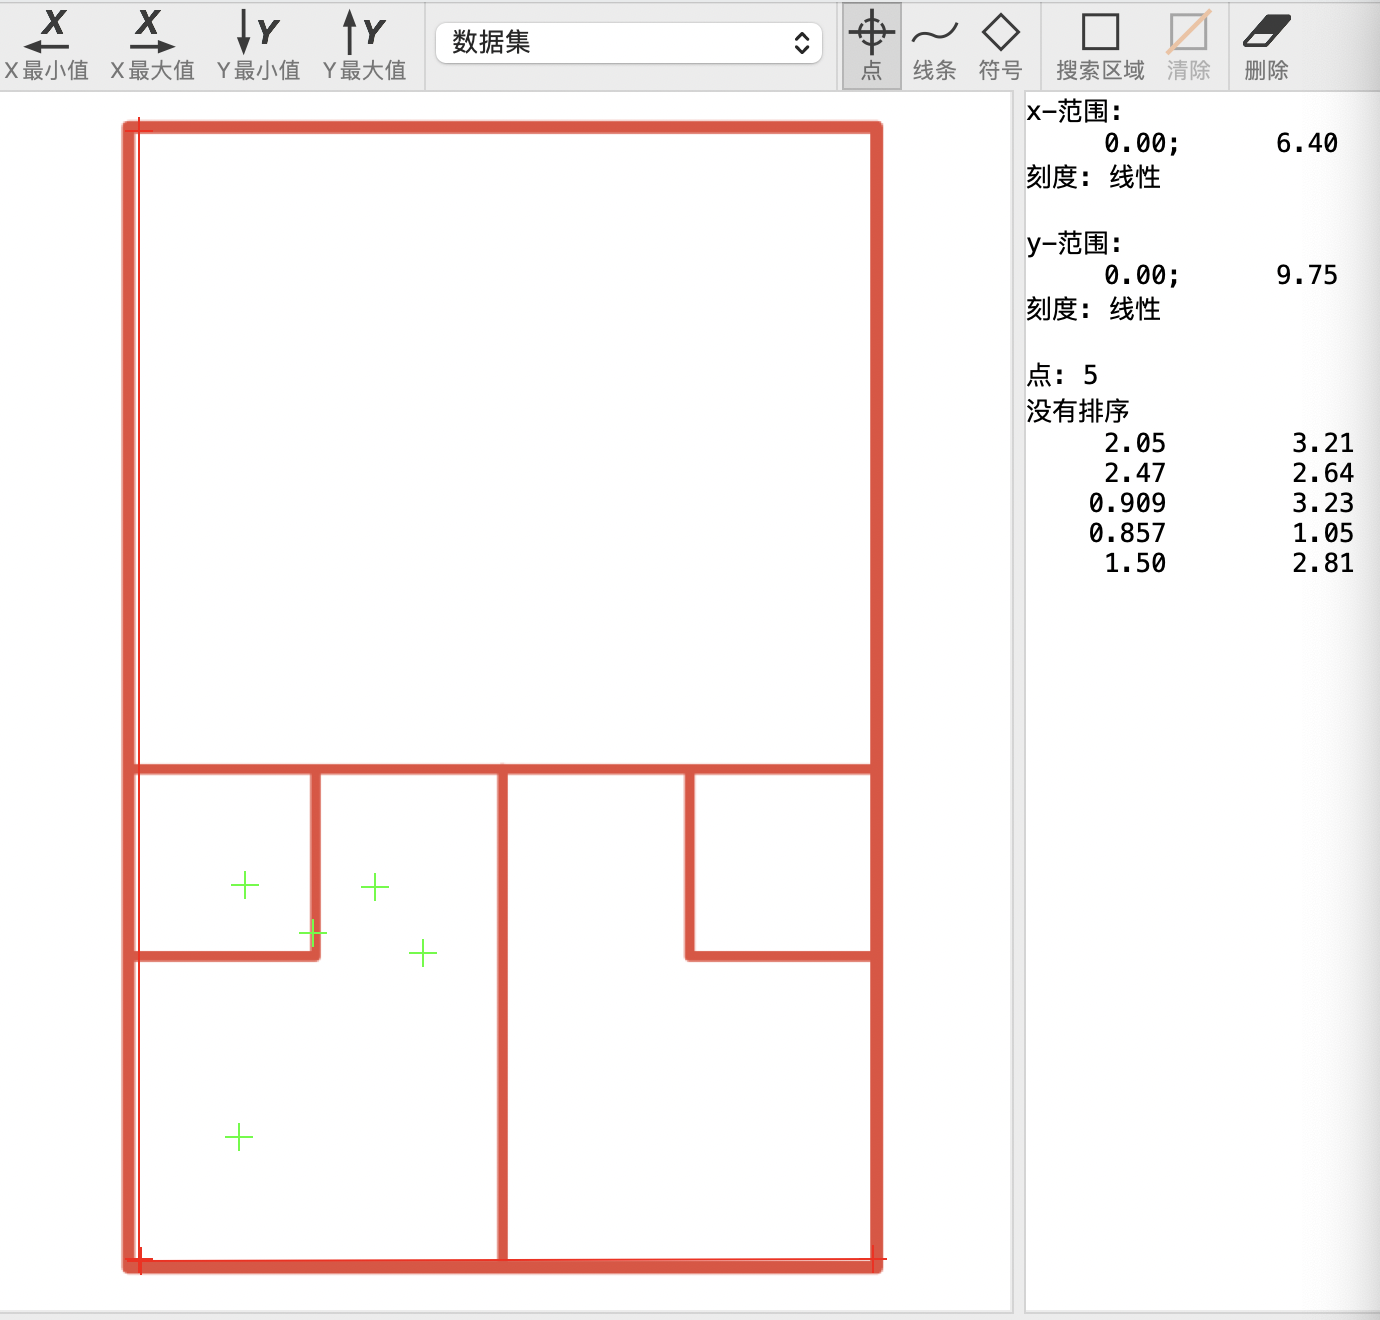 X X Y Y
X 最小值 X 最大值 Y 最小值 Y 最大值
数据集
点 线条 符号 搜索区域 清除 删除
x-范围:
0.00; 6.40
刻度: 线性
y-范围:
0.00; 9.75
刻度: 线性
点: 5
没有排序
2.05 3.21
2.47 2.64
0.909 3.23
0.857 1.05
1.50 2.81